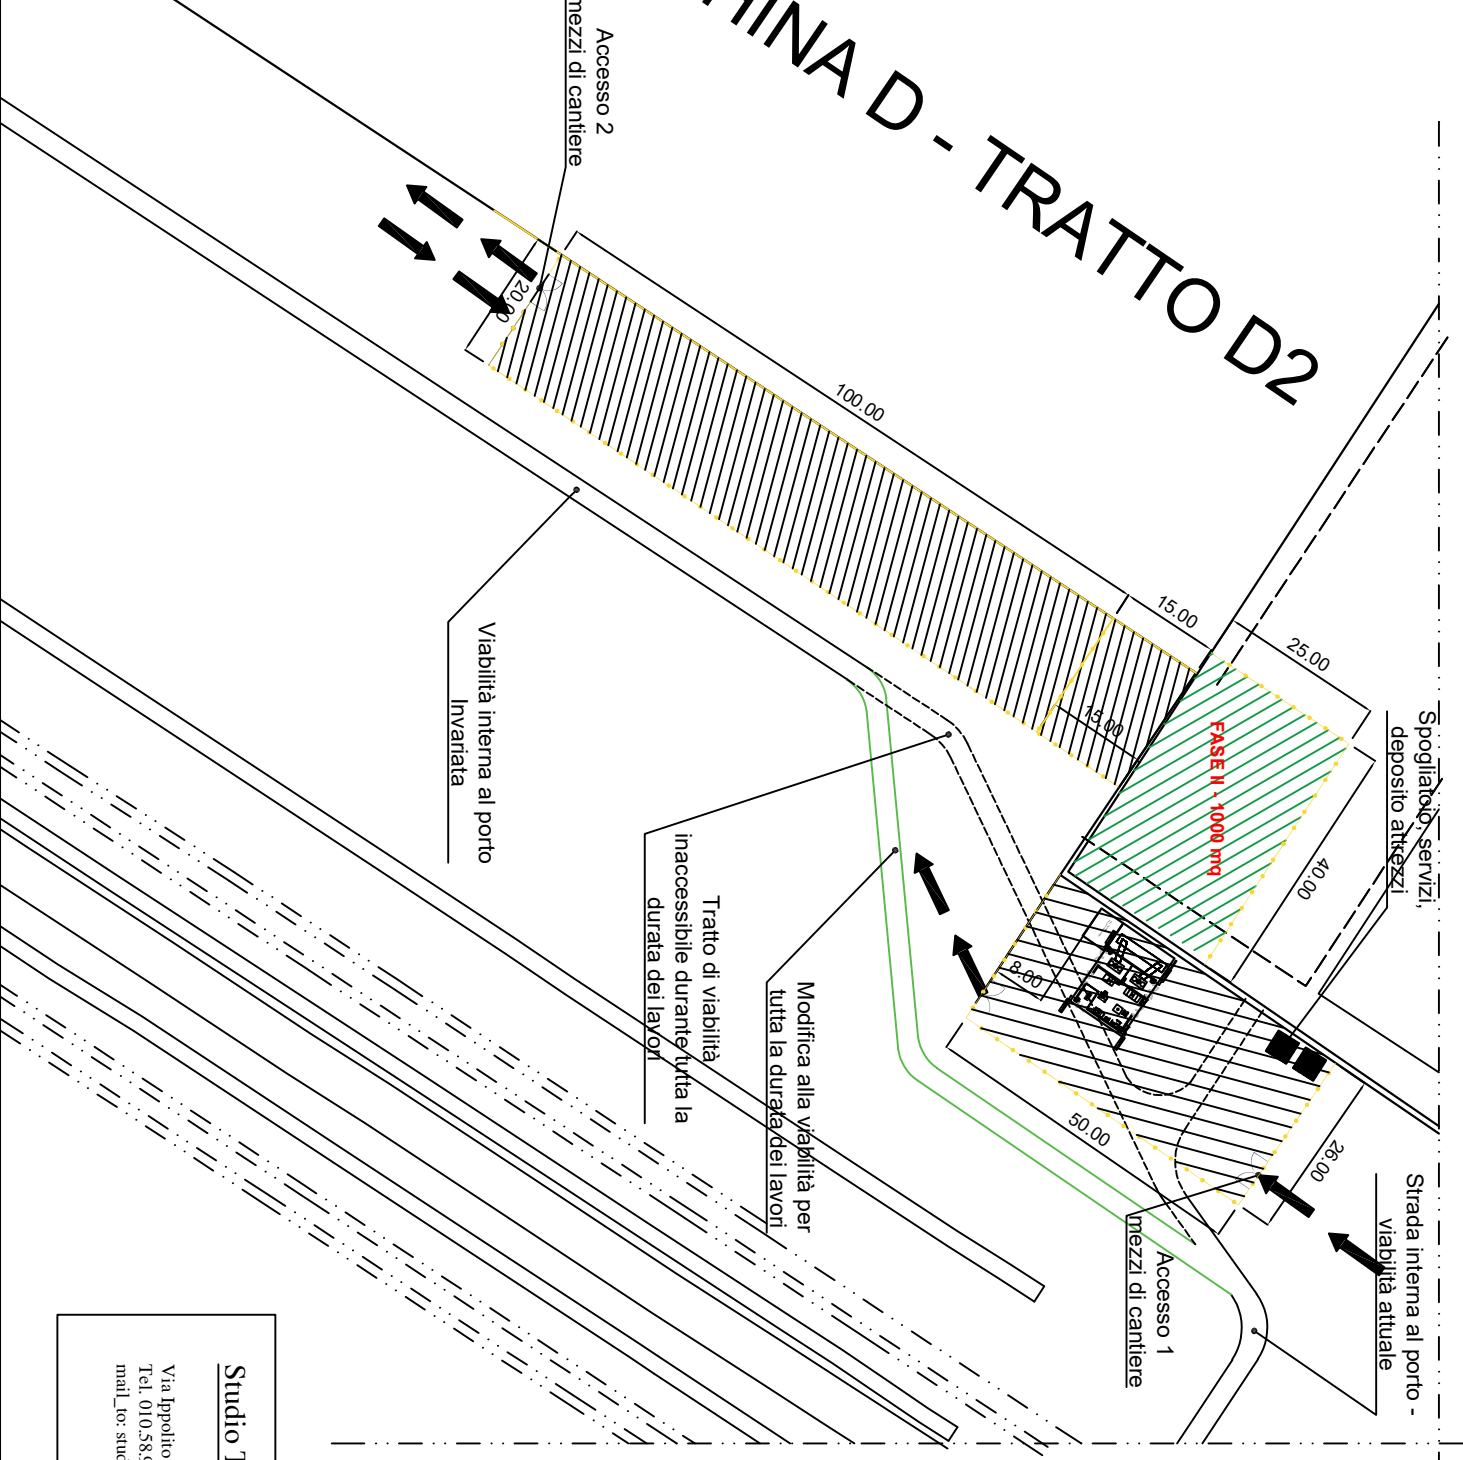 D - TRATTO D2
Accesso 2
mezzi di cantiere
20.00
100.00
15.00
15.00
25.00
40.00
FASE II - 1000 mq
Spogliatoio, servizi,
deposito attrezzi
Viabilità interna al porto
Invariata
Tratto di viabilità
inaccessibile durante tutta la
durata dei lavori
Modifica alla viabilità per
tutta la durata dei lavori
8.00
50.00
26.00
Accesso 1
mezzi di cantiere
Strada interna al porto -
viabilità attuale
Studio
Via Ippolito
Tel. 010.58.
mail_to: